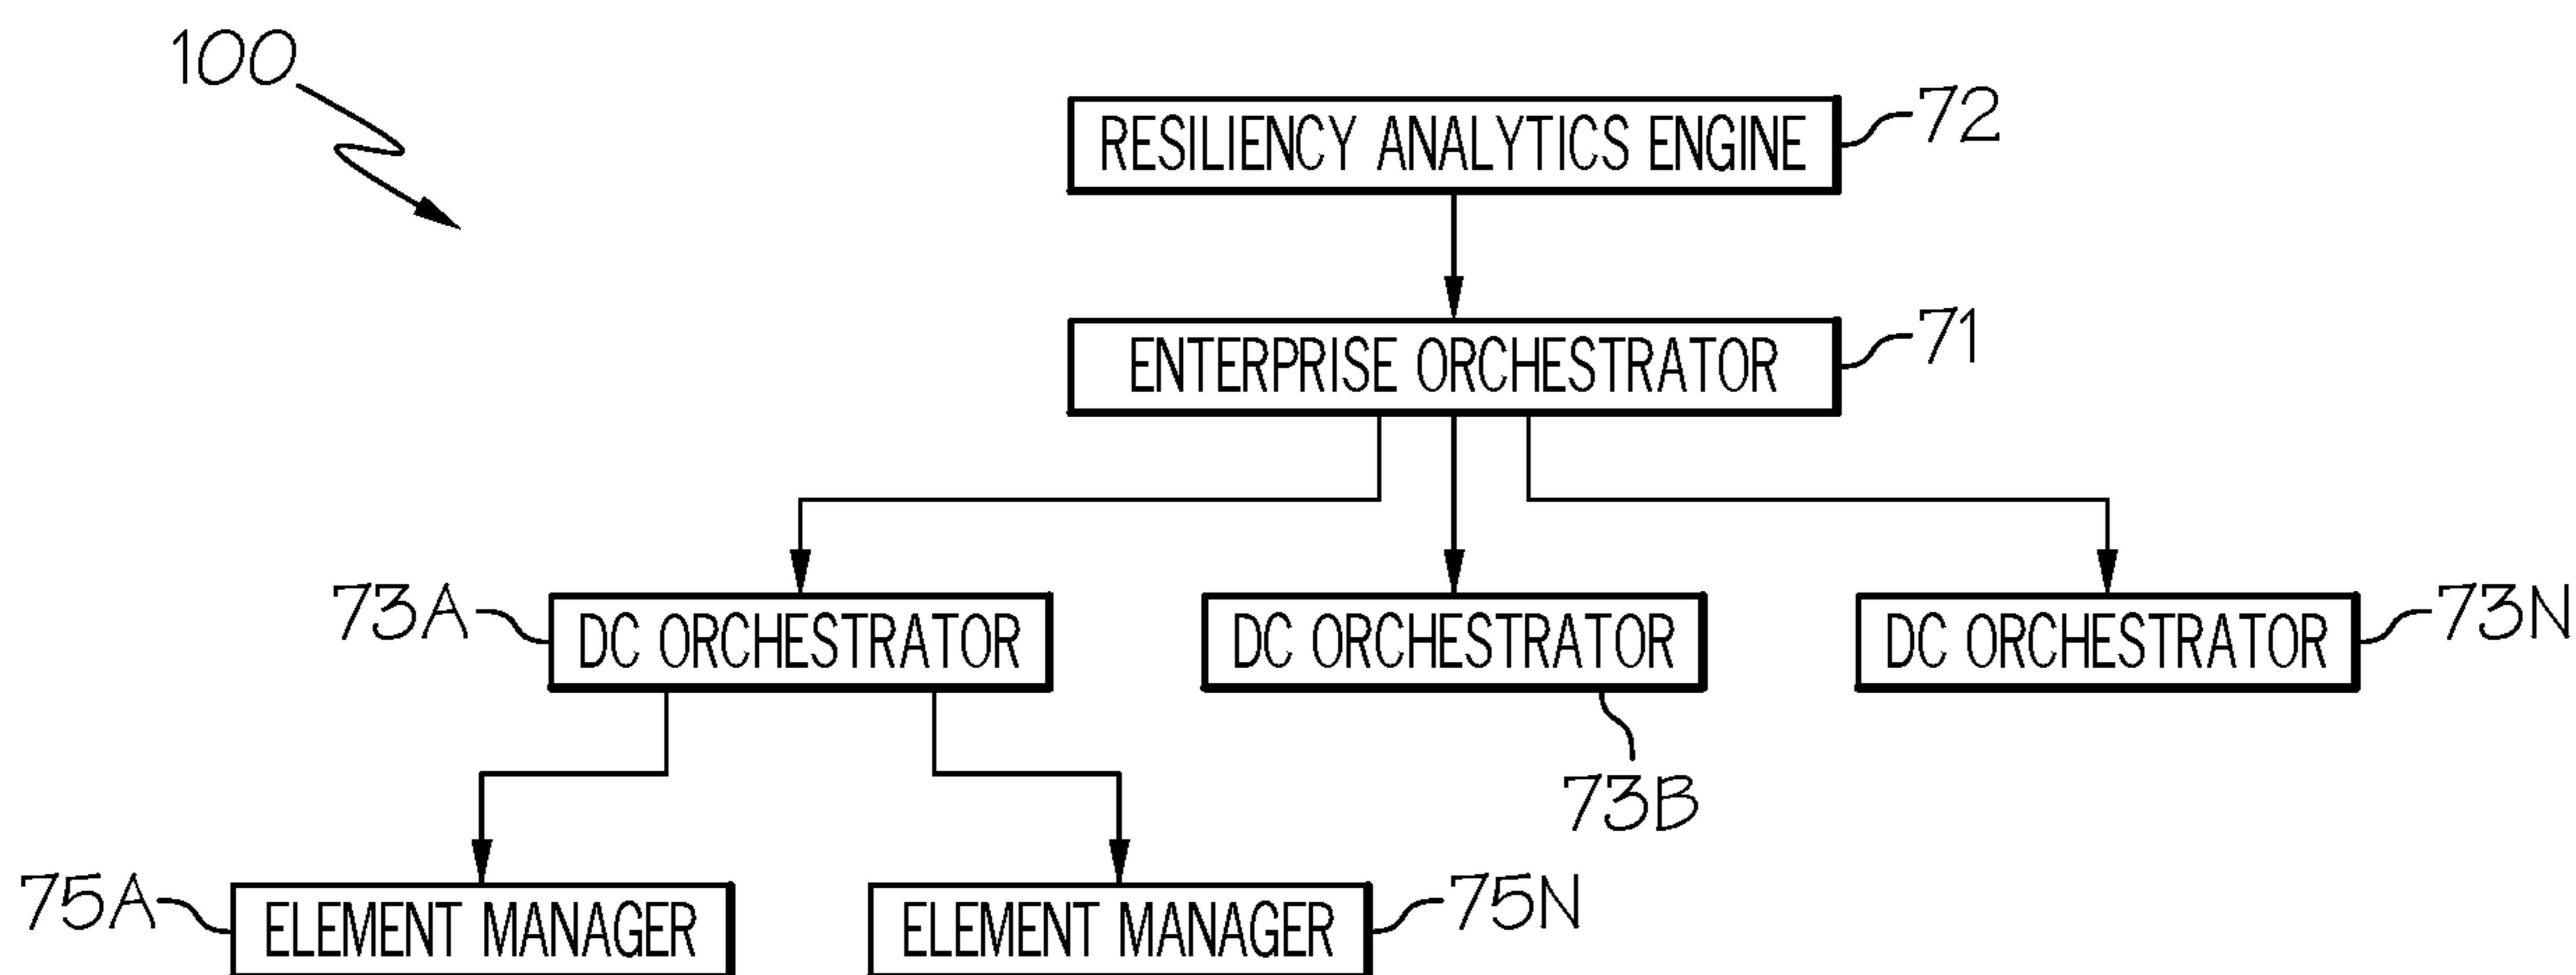 100
RESILIENCY ANALYTICS ENGINE
72
ENTERPRISE ORCHESTRATOR
71
73A
DC ORCHESTRATOR
DC ORCHESTRATOR
DC ORCHESTRATOR
73N
73B
75A
ELEMENT MANAGER
ELEMENT MANAGER
75N